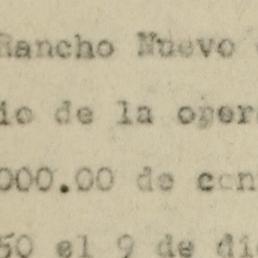 Rancho Nuevo
io de la oper
000.00 de con
50 el 9 de di